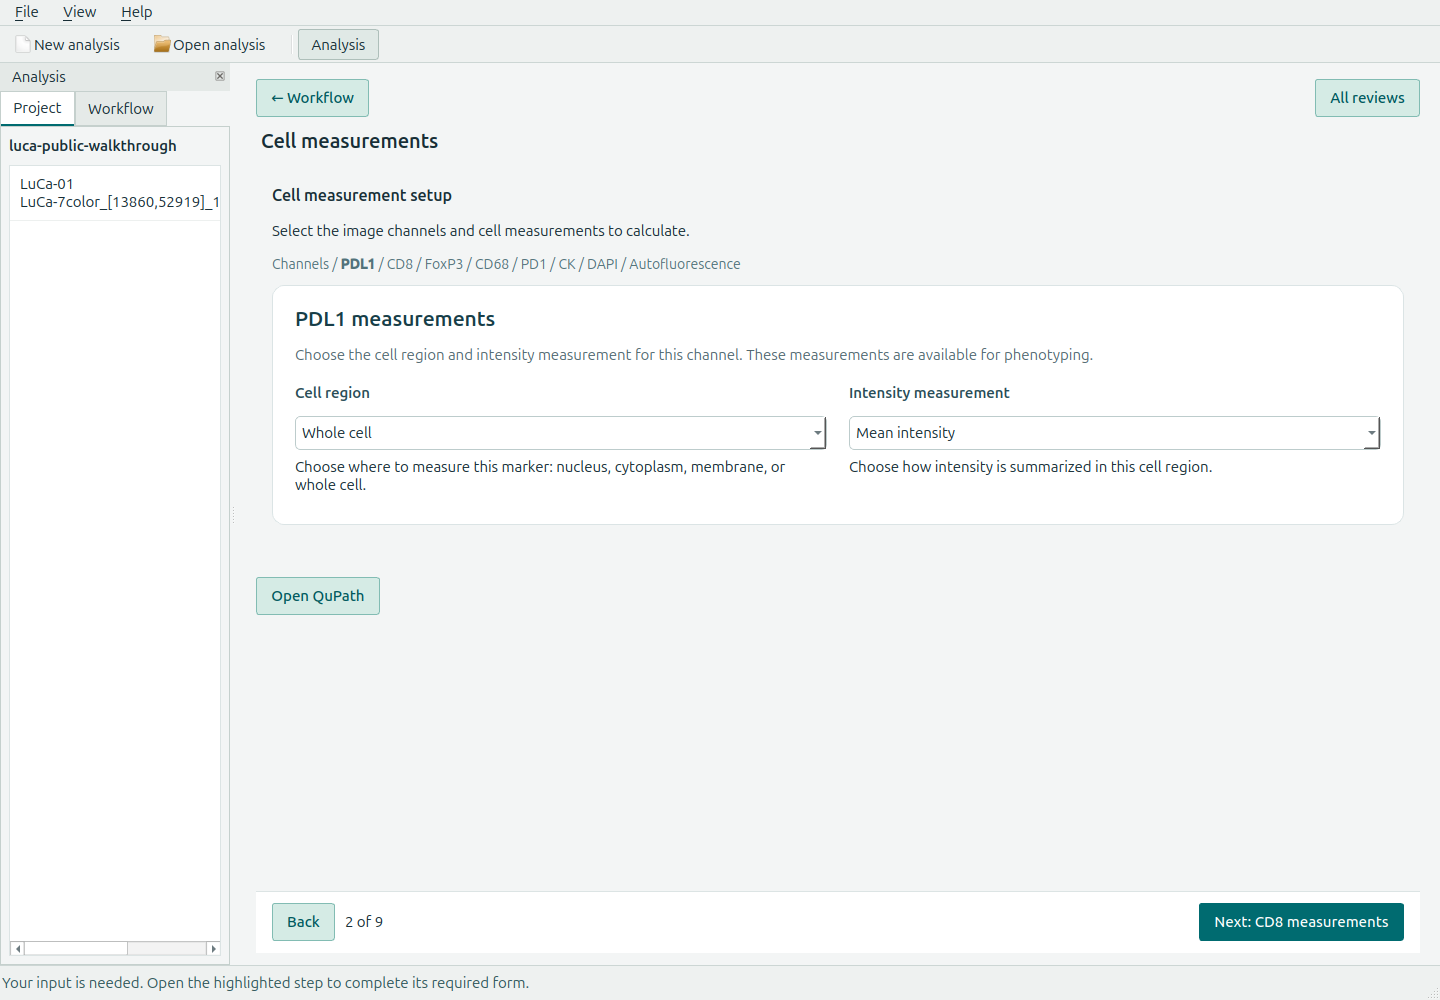 File View Help
New analysis Open analysis Analysis
Analysis
Project Workflow
luca-public-walkthrough
LuCa-01
LuCa-7color_[13860,52919]_1
← Workflow All reviews
Cell measurements
Cell measurement setup
Select the image channels and cell measurements to calculate.
Channels / PDL1 / CD8 / FoxP3 / CD68 / PD1 / CK / DAPI / Autofluorescence
PDL1 measurements
Choose the cell region and intensity measurement for this channel. These measurements are available for phenotyping.
Cell region
Whole cell
Choose where to measure this marker: nucleus, cytoplasm, membrane, or
whole cell.
Intensity measurement
Mean intensity
Choose how intensity is summarized in this cell region.
Open QuPath
Back 2 of 9 Next: CD8 measurements
Your input is needed. Open the highlighted step to complete its required form.